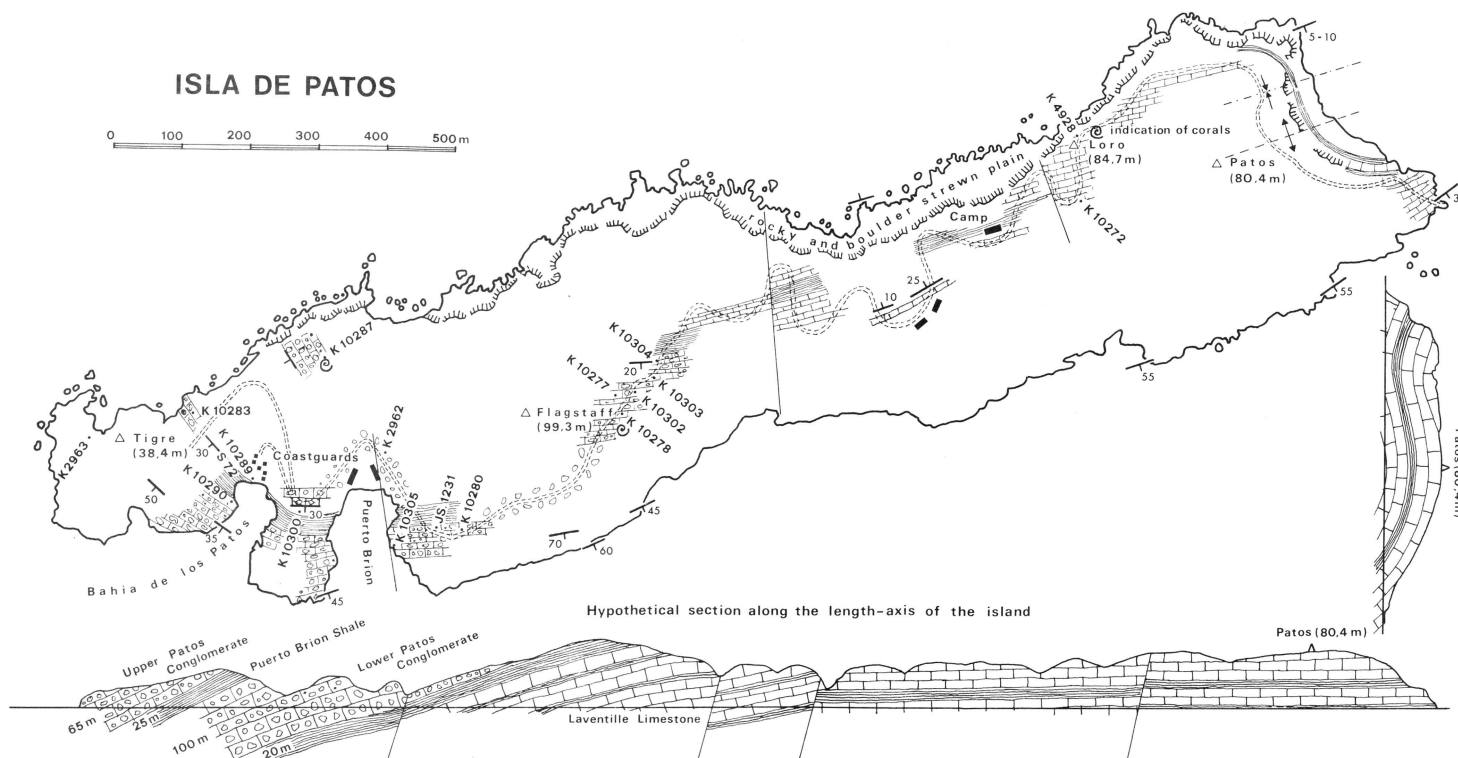 ISLA DE PATOS
0 100 200 300 400 500 m
5-10
K 4928
indication of corals
Loro
(84,7m)
Patos
(80,4 m)
K 10272
rocky and boulder strewn plain
Camp
25
10
55
55
K 10287
K 10304
20
K 10277
K 10303
Flagstaff
(99.3m)
K 10302
K 10278
K 10283
Tigre
(38,4 m)
K2963
30
K 10289
S 72
K 10290
Coastguards
K 2962
50
35
30
K 10300
K 10305
JS 1231
K 10280
Puerto Brion
45
70
60
45
Bahia de los Patos
Hypothetical section along the length-axis of the island
Patos (80,4 m)
Upper Patos
Conglomerate
Puerto Brion Shale
Lower Patos
Conglomerate
65 m
25m
100 m
20m
Laventille Limestone